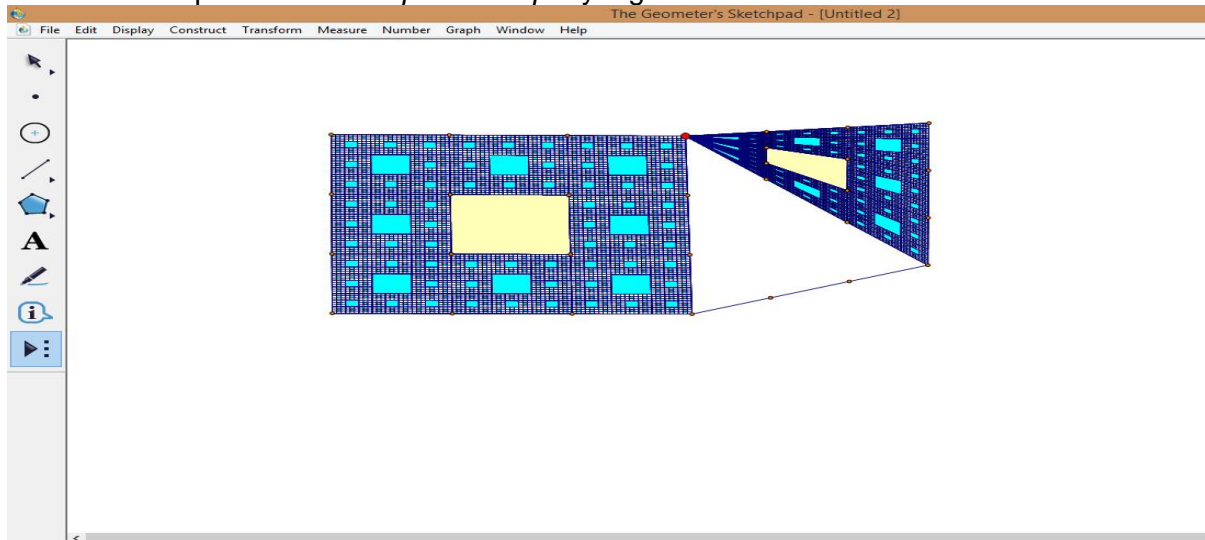 The Geometer's Sketchpad - [Untitled 2]
File Edit Display Construct Transform Measure Number Graph Window Help
A
i